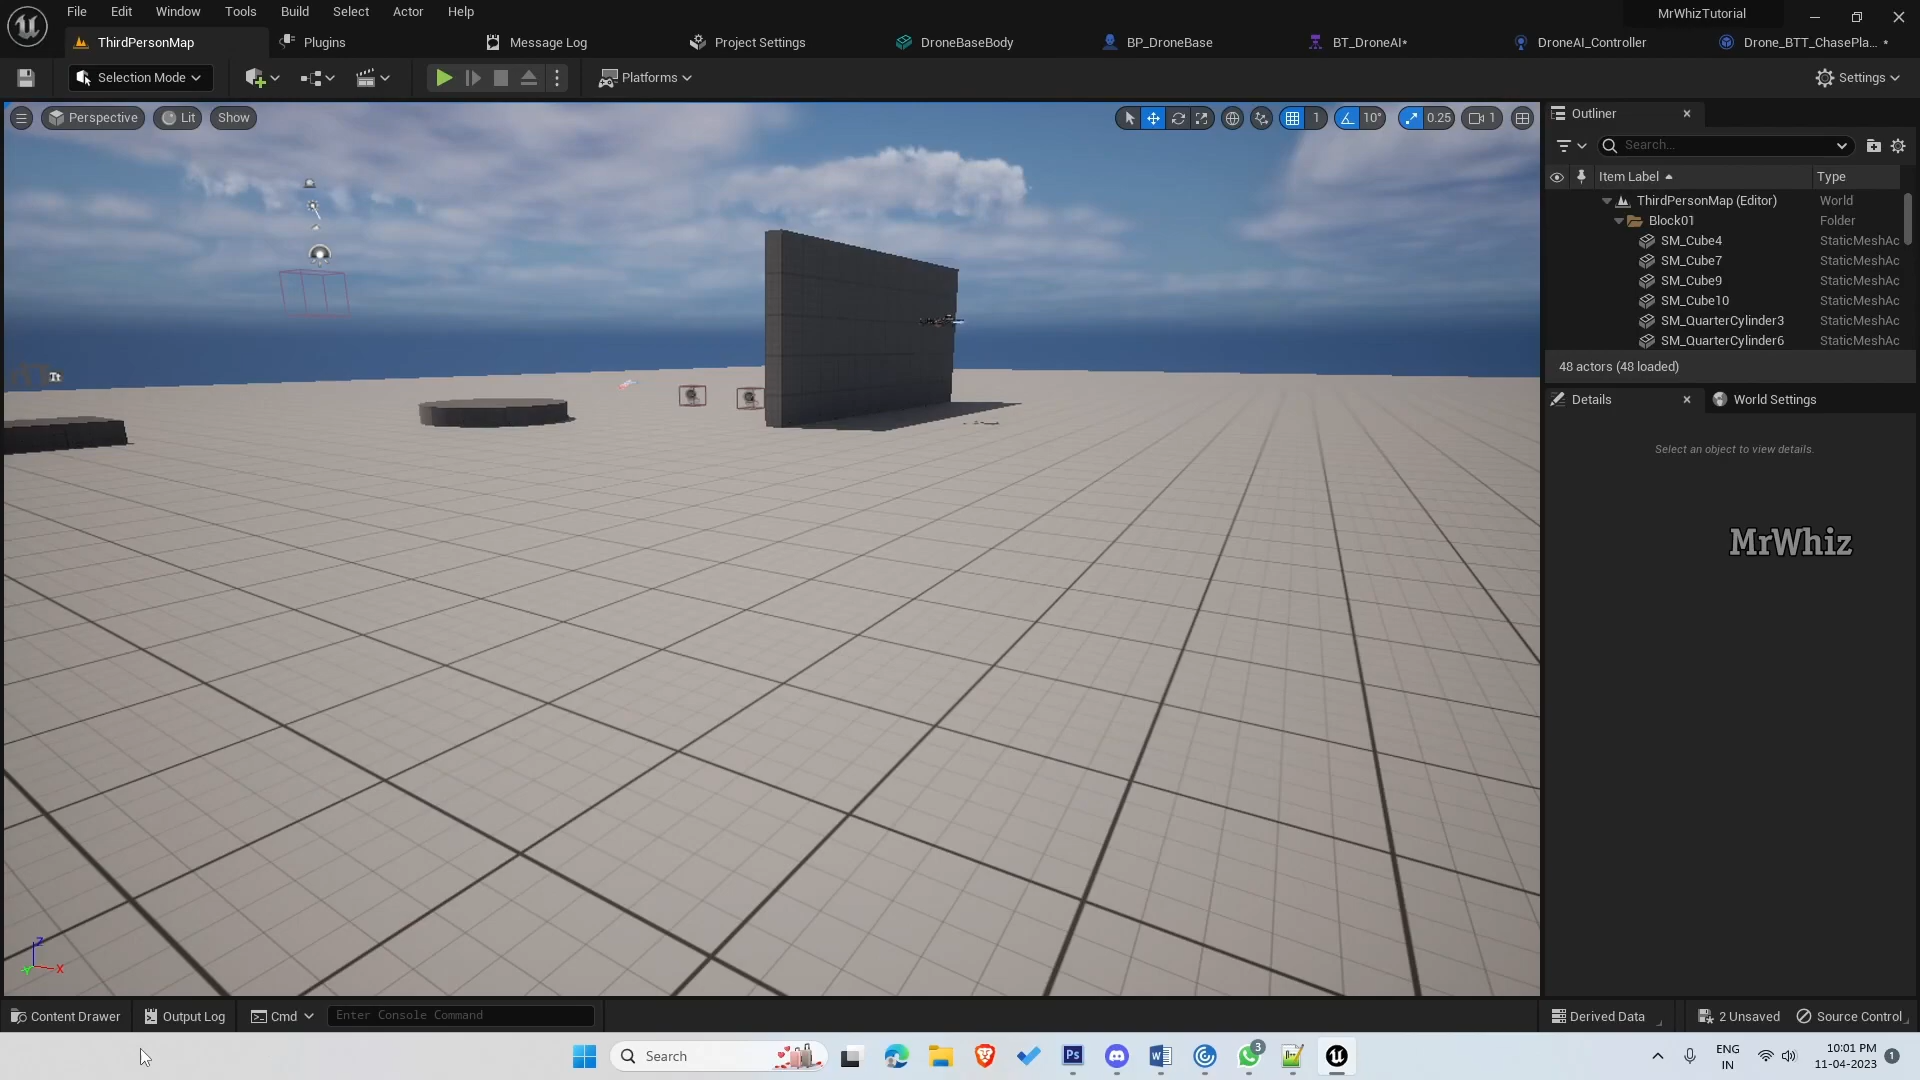 File Edit Window Tools Build Select Actor Help
MrWhizTutorial
ThirdPersonMap Plugins Message Log Project Settings DroneBaseBody BP_DroneBase BT_DroneAI* DroneAI_Controller Drone_BTT_ChasePla... *
Selection Mode Platforms Settings
Perspective Lit Show 1 10° 0.25 1
Outliner
Search...
Item Label Type
ThirdPersonMap (Editor) World
Block01 Folder
SM_Cube4 StaticMeshAc
SM_Cube7 StaticMeshAc
SM_Cube9 StaticMeshAc
SM_Cube10 StaticMeshAc
SM_QuarterCylinder3 StaticMeshAc
SM_QuarterCylinder6 StaticMeshAc
48 actors (48 loaded)
Details World Settings
Select an object to view details.
MrWhiz
Z
Y X
Content Drawer Output Log Cmd Enter Console Command Derived Data 2 Unsaved Source Control
Search Ps 3 ENG 10:01 PM
IN 11-04-2023 1